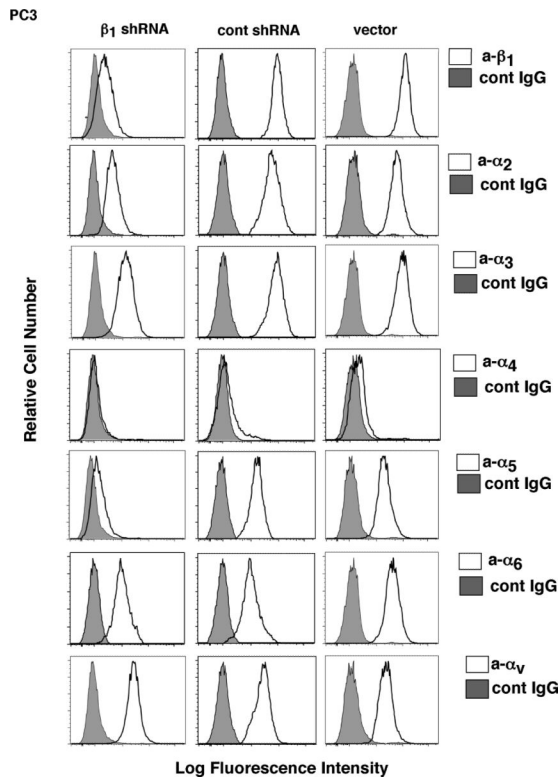 PC3
β1 shRNA cont shRNA vector
a-β1
cont IgG
a-α2
cont IgG
a-α3
cont IgG
a-α4
cont IgG
a-α5
cont IgG
a-α6
cont IgG
a-αv
cont IgG
Relative Cell Number
Log Fluorescence Intensity